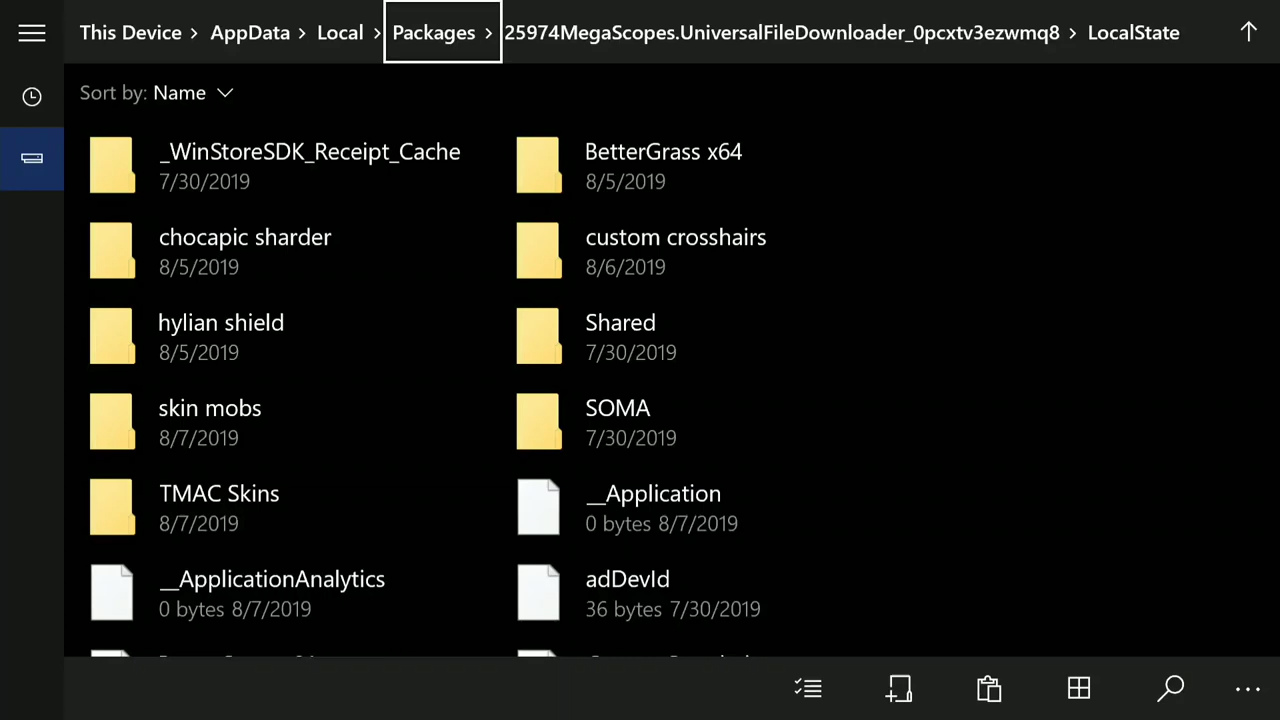 This Device > AppData > Local > Packages > 25974MegaScopes.UniversalFileDownloader_0pcxtv3ezwmq8 > LocalState
Sort by: Name
_WinStoreSDK_Receipt_Cache
7/30/2019
BetterGrass x64
8/5/2019
chocapic sharder
8/5/2019
custom crosshairs
8/6/2019
hylian shield
8/5/2019
Shared
7/30/2019
skin mobs
8/7/2019
SOMA
7/30/2019
TMAC Skins
8/7/2019
__Application
0 bytes 8/7/2019
__ApplicationAnalytics
0 bytes 8/7/2019
adDevId
36 bytes 7/30/2019